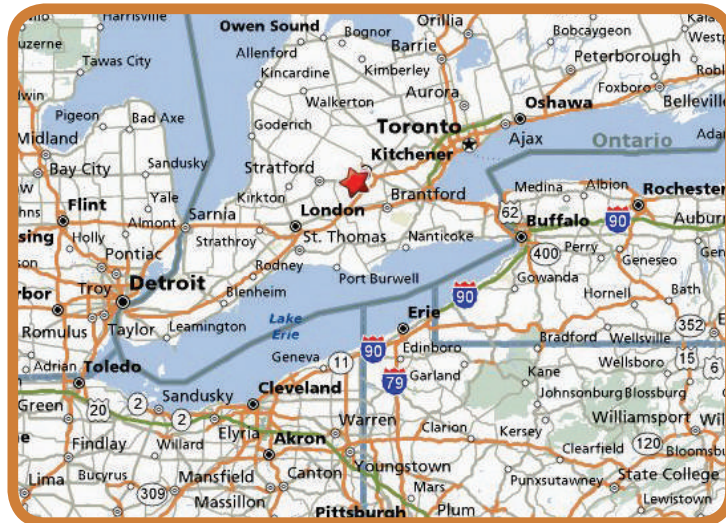 Owen Sound
Bognor
Orillia
Harrisville
Bobcaygeon
Allenford
Barrie
Tawas City
Kincardine
Kimberley
Peterborough
Walkerton
Aurora
Foxboro
Belleville
Pigeon
Bad Axe
Oshawa
Midland
Goderich
Toronto
Ajax
Ontario
Kitchener
Bay City
Sandusky
Stratford
Flint
Yale
Kirkton
Brantford
Medina
Albion
Rochester
Almont
Sarnia
London
62
90
Holly
Strathroy
St. Thomas
Nanticoke
Buffalo
Pontiac
400
Perry
Geneseo
Rodney
Port Burwell
Gowanda
Troy
Detroit
Blenheim
90
Hornell
Bath
Romulus
Taylor
Leamington
Lake
Erie
Erie
352
Bradford
Wellsville
Adrian
Geneva
11
90
Edinboro
Wellsboro
15
6
Toledo
79
Garland
Kane
Sandusky
Cleveland
Johnsonburg
Blossburg
Green
20
2
2
Warren
Williamsport
Elyria
Clarion
Kersey
120
Findlay
Willard
Akron
Clearfield
Bloomsbu
Youngstown
Lima
Bucyrus
Mansfield
Canton
Punxsutawney
State College
309
Massillon
Mars
Lewistown
Pittsburgh
Plum